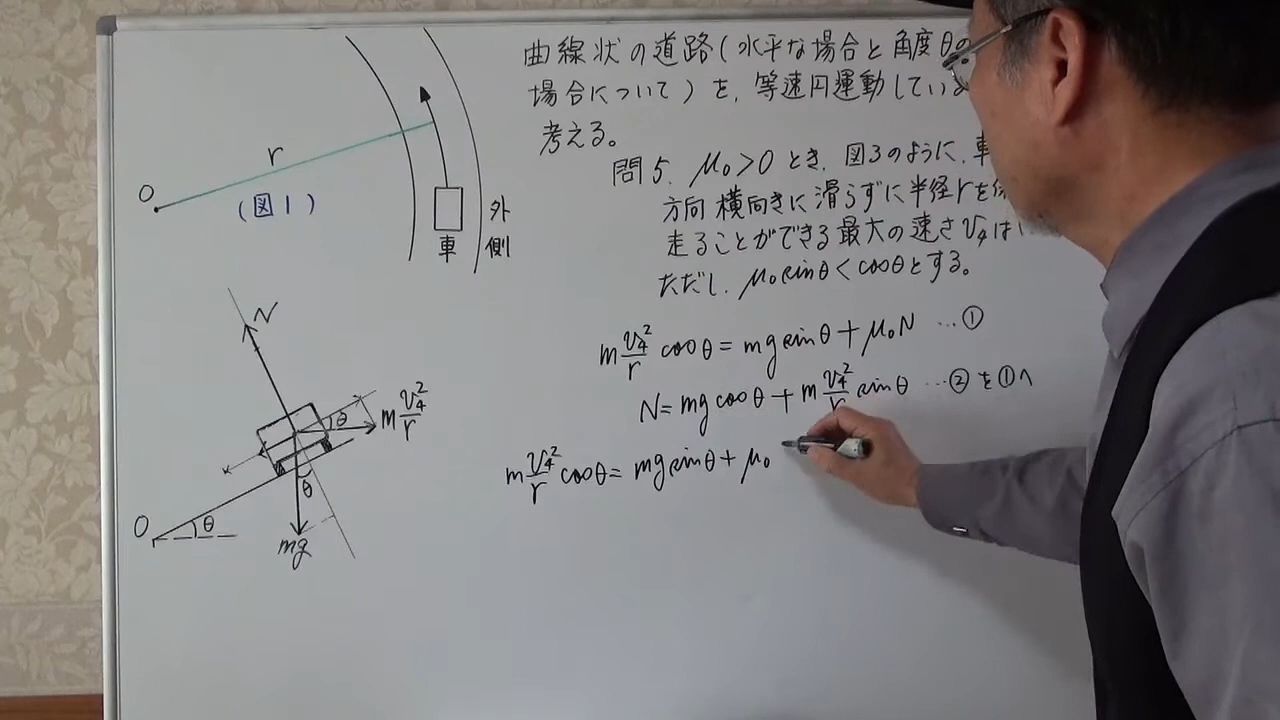 曲線状の道路(水平な場合と角度θの
場合について)を、等速円運動している
考える。
問5. μ₀>0 とき、図3のように、車
方向横向きに滑らずに半径rを
走ることができる最大の速さv₄は
ただし、μ₀sinθ<cosθとする。
O
r
(図1)
車
外
側
m v₄²/r cosθ = mg sinθ + μ₀N …①
N = mg cosθ + m v₄²/r sinθ …②を①へ
m v₄²/r cosθ = mg sinθ + μ₀
N
θ
m v₄²/r
θ
O
θ
mg